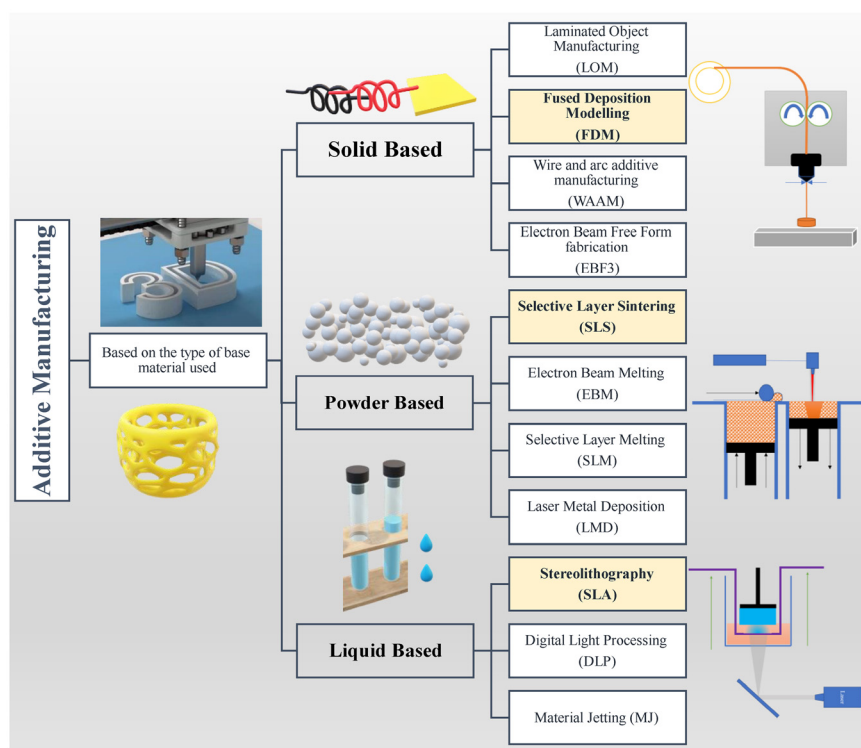 Additive Manufacturing
Based on the type of base
material used
Solid Based
Laminated Object
Manufacturing
(LOM)
Fused Deposition
Modelling
(FDM)
Wire and arc additive
manufacturing
(WAAM)
Electron Beam Free Form
fabrication
(EBF3)
Powder Based
Selective Layer Sintering
(SLS)
Electron Beam Melting
(EBM)
Selective Layer Melting
(SLM)
Laser Metal Deposition
(LMD)
Liquid Based
Stereolithography
(SLA)
Digital Light Processing
(DLP)
Material Jetting (MJ)
Laser